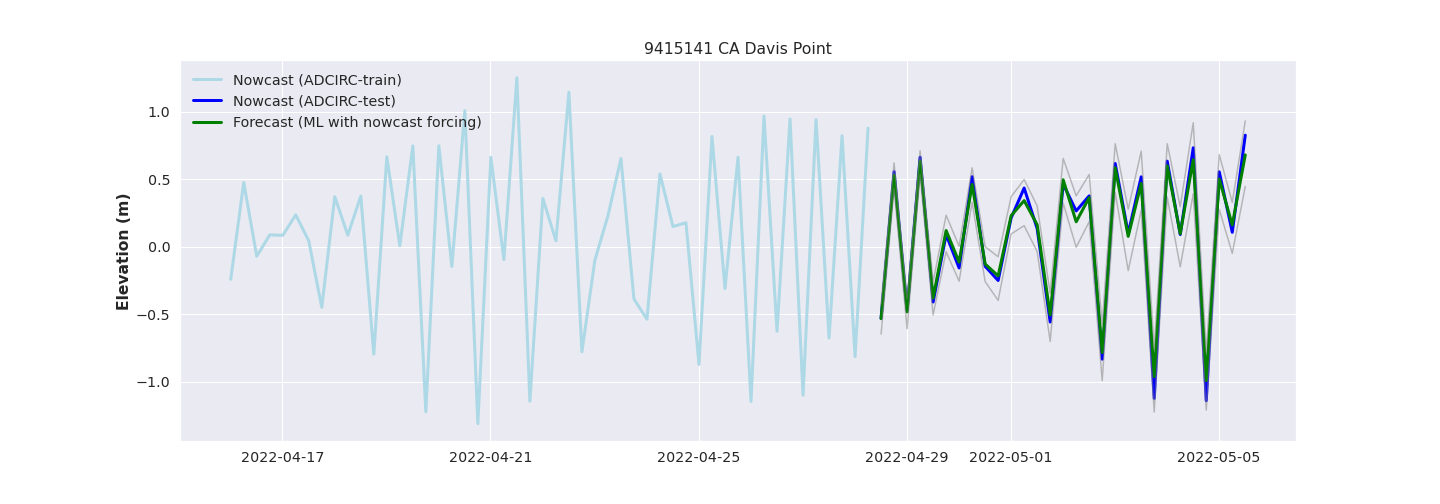 9415141 CA Davis Point
Nowcast (ADCIRC-train)
Nowcast (ADCIRC-test)
Forecast (ML with nowcast forcing)
Elevation (m)
1.0
0.5
0.0
−0.5
−1.0
2022-04-17
2022-04-21
2022-04-25
2022-04-29
2022-05-01
2022-05-05